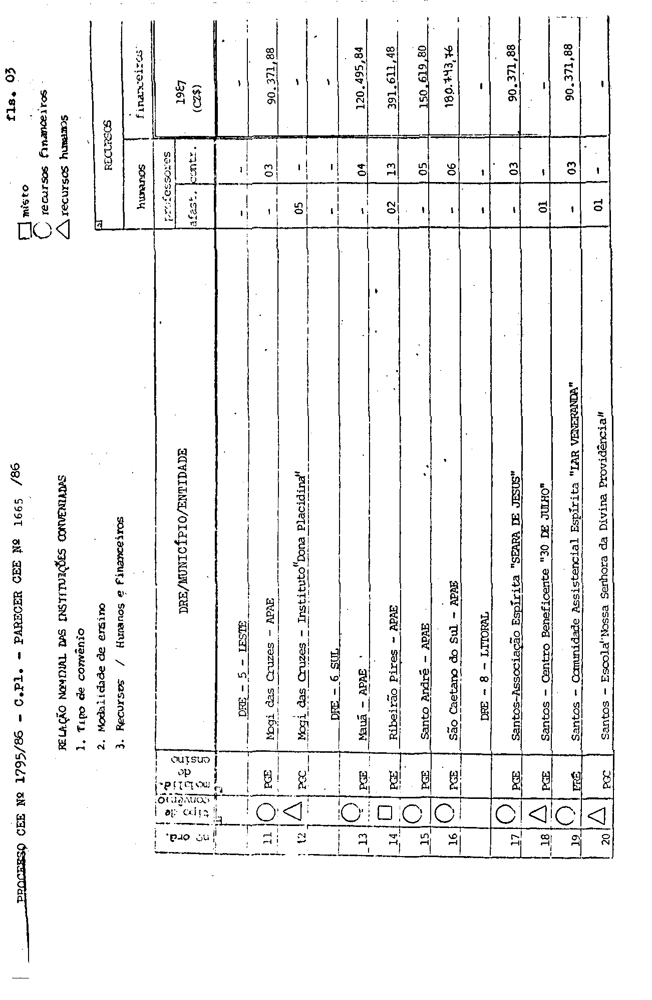 fls. 03
PROCESSO CEE Nº 1795/86 - C.Pl. - PARECER CEE Nº 1665 /86
misto
recursos financeiros
recursos humanos
RELAÇÃO NOMINAL DAS INSTITUIÇÕES CONVENIADAS
1. Tipo de convênio
2. Modalidade de ensino
3. Recursos / Humanos e Financeiros
3 RECURSOS
humanos financeiros
nº ord. tipo de convênio modalid. de ensino DRE/MUNICÍPIO/ENTIDADE professores afast. contr. 1987 (CZ$)
1 2 DRE - 5 - LESTE - - -
11 PGE Mogi das Cruzes - APAE - 03 90.371,88
12 PGC Mogi das Cruzes - Instituto "Dona Placidina" 05 - -
DRE - 6 SUL - - -
13 PGE Mauá - APAE - 04 120.495,84
14 PGE Ribeirão Pires - APAE 02 13 391.611,48
15 PGE Santo André - APAE - 05 150.619,80
16 PGE São Caetano do Sul - APAE - 06 180.743,76
DRE - 8 - LITORAL - - -
17 PGE Santos-Associação Espírita "SEARA DE JESUS" - 03 90.371,88
18 PGE Santos - Centro Beneficente "30 DE JULHO" 01 - -
19 PRÉ Santos - Comunidade Assistencial Espírita "LAR VENERANDA" - 03 90.371,88
20 PGC Santos - Escola "Nossa Senhora da Divina Providência" 01 - -